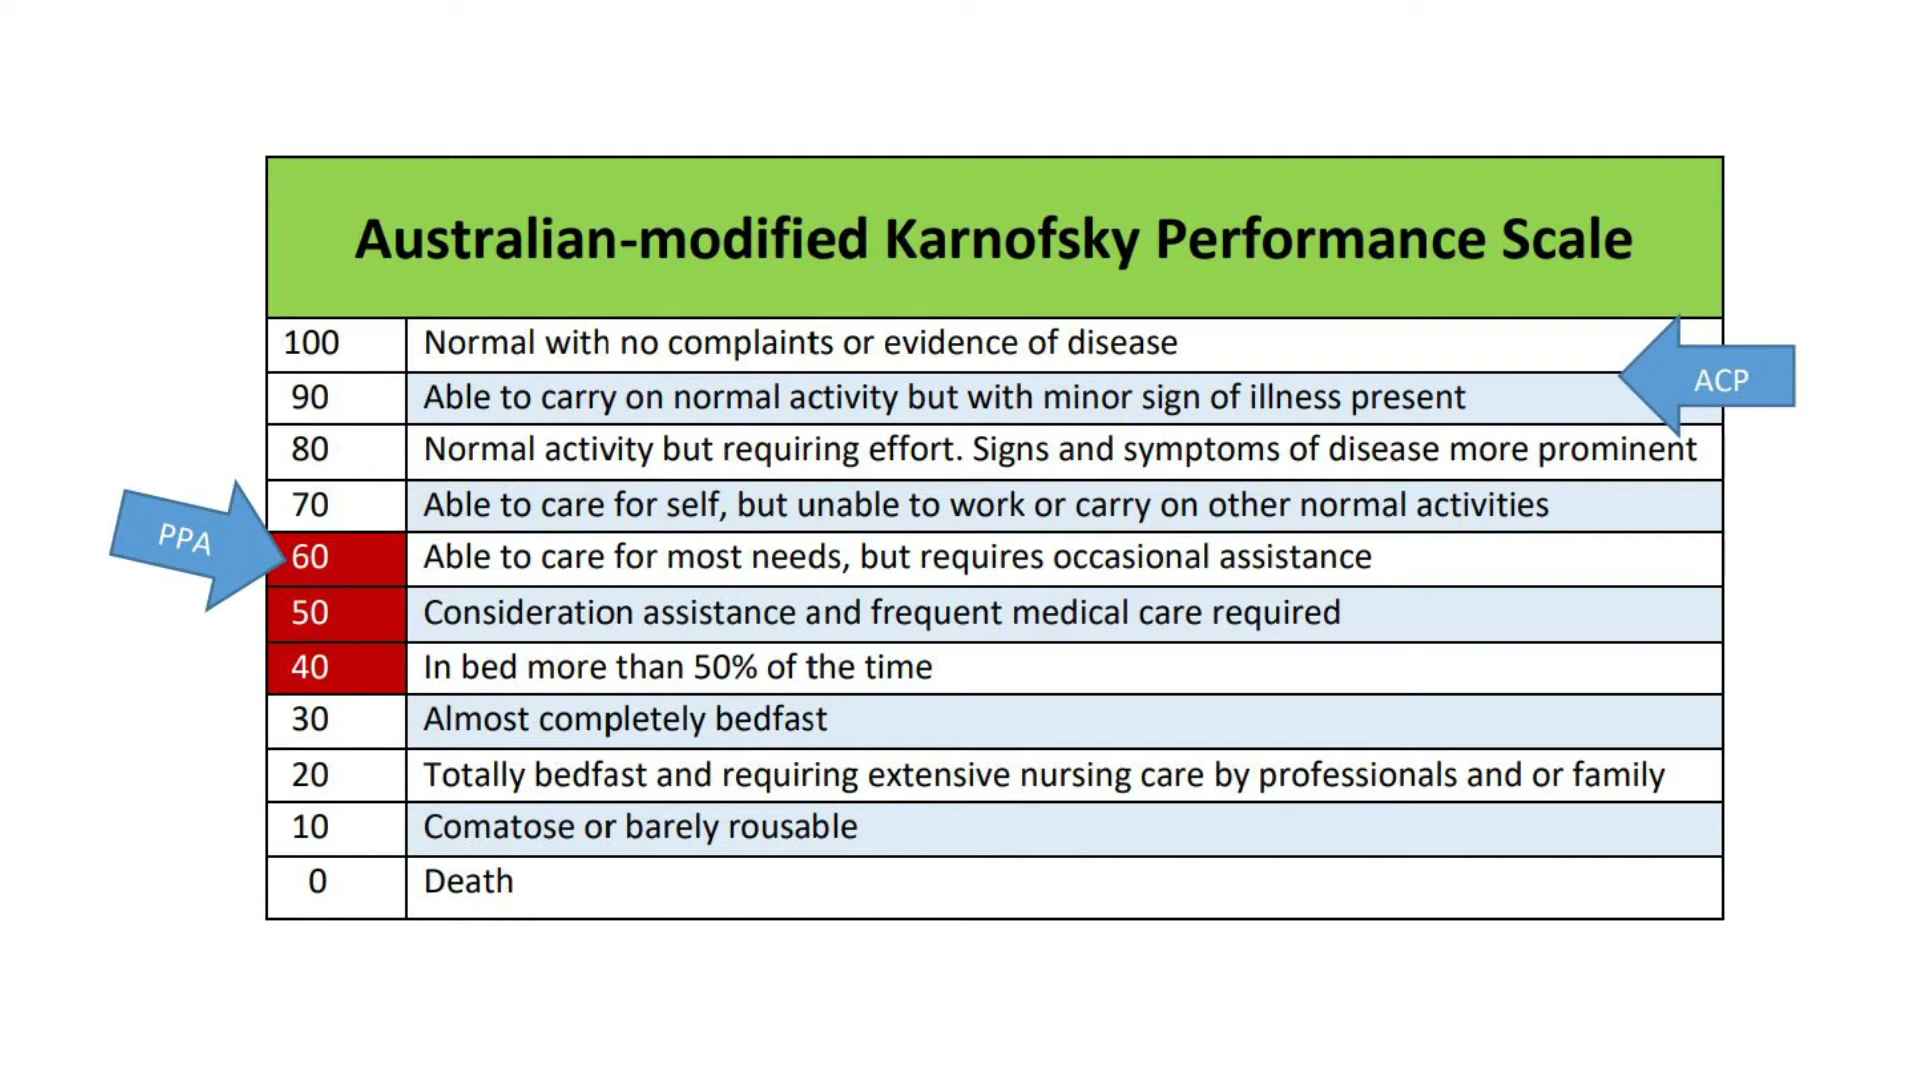 Australian-modified Karnofsky Performance Scale
100 Normal with no complaints or evidence of disease
ACP
90 Able to carry on normal activity but with minor sign of illness present
80 Normal activity but requiring effort. Signs and symptoms of disease more prominent
70 Able to care for self, but unable to work or carry on other normal activities
PPA
60 Able to care for most needs, but requires occasional assistance
50 Consideration assistance and frequent medical care required
40 In bed more than 50% of the time
30 Almost completely bedfast
20 Totally bedfast and requiring extensive nursing care by professionals and or family
10 Comatose or barely rousable
0 Death